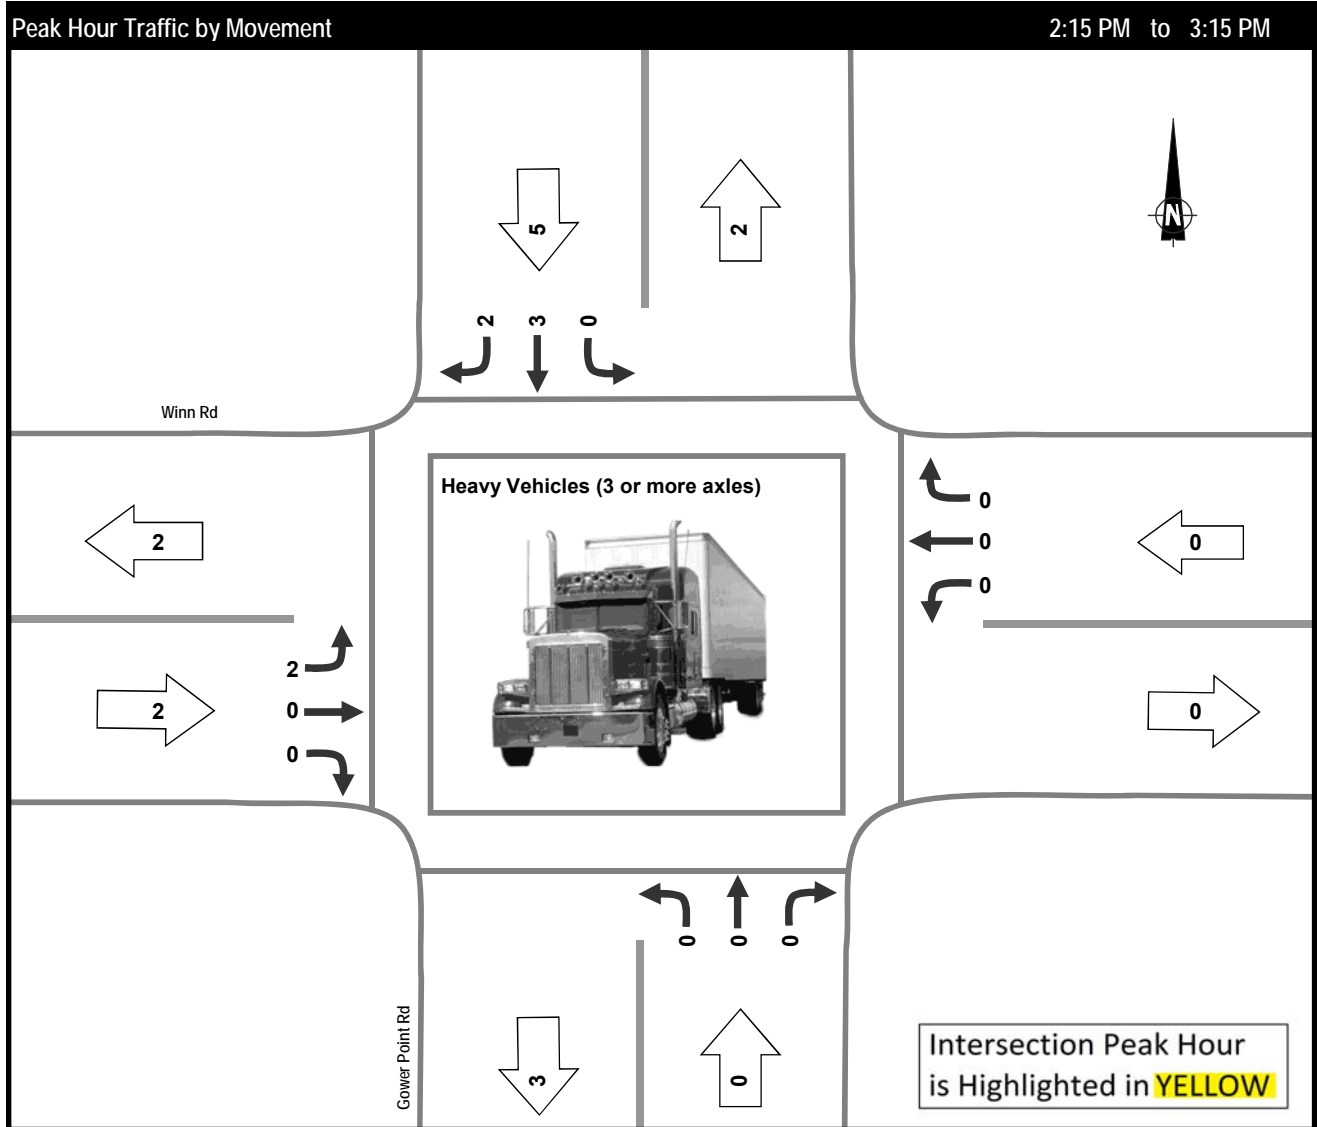 Peak Hour Traffic by Movement 2:15 PM to 3:15 PM
N
5
2
2 3 0
Winn Rd
Heavy Vehicles (3 or more axles)
0
2
0
0
0
2
0
2
0
0
2
0
0 0 0
Gower Point Rd
3
0
Intersection Peak Hour
is Highlighted in YELLOW